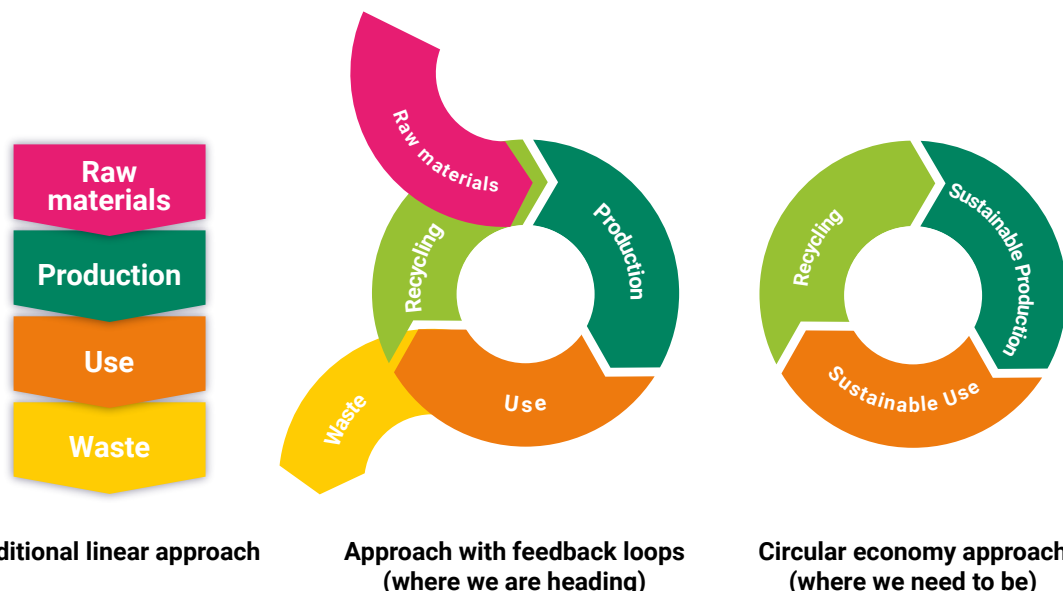 Raw
materials
Production
Use
Waste
ditional linear approach
Raw materials
Production
Recycling
Use
Waste
Approach with feedback loops
(where we are heading)
Recycling
Sustainable Production
Sustainable Use
Circular economy approach
(where we need to be)